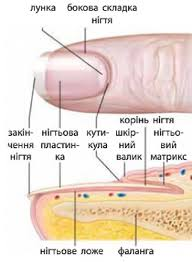 лунка бокова складка
нігтя
корінь нігтя
закін- нігтьова кути- шкір- нігтьо-
чення пластин- кула ний вий
нігтя ка валик матрикс
нігтьове ложе фаланга